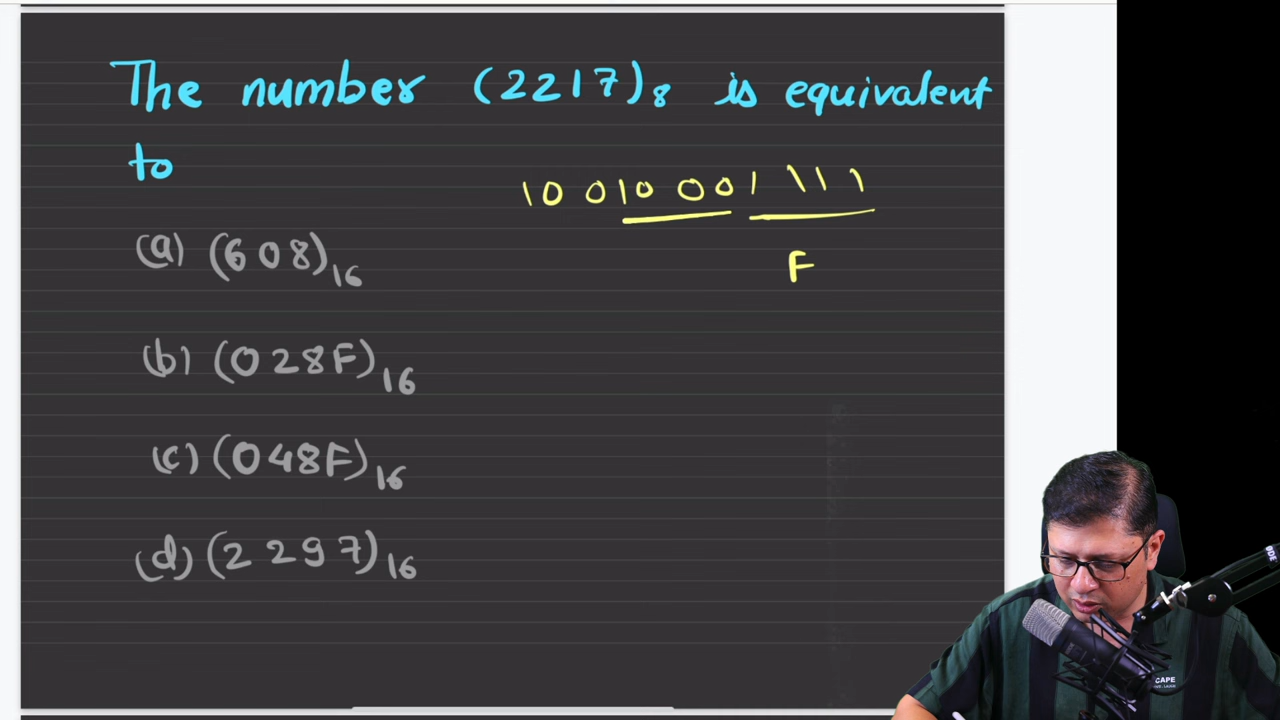 The number (2217)8 is equivalent
to
10 010 001 111
F
(a) (608)16
(b) (028F)16
(c) (048F)16
(d) (2297)16
CAPE